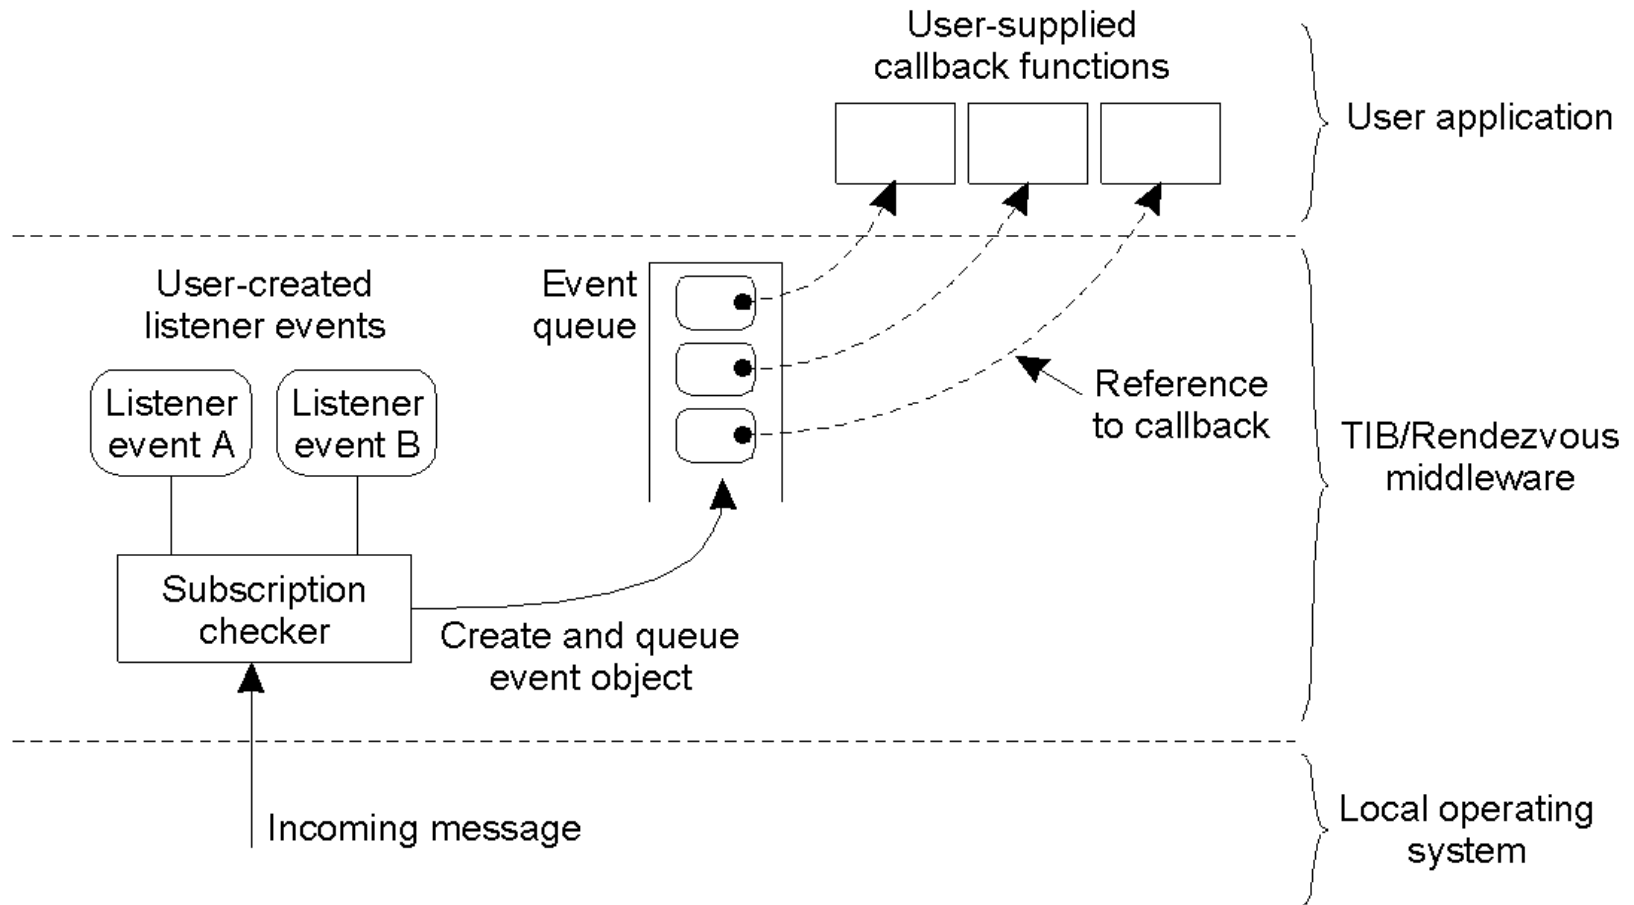 User-supplied
callback functions
User application
User-created
listener events
Event
queue
Listener
event A
Listener
event B
Reference
to callback
TIB/Rendezvous
middleware
Subscription
checker
Create and queue
event object
Incoming message
Local operating
system